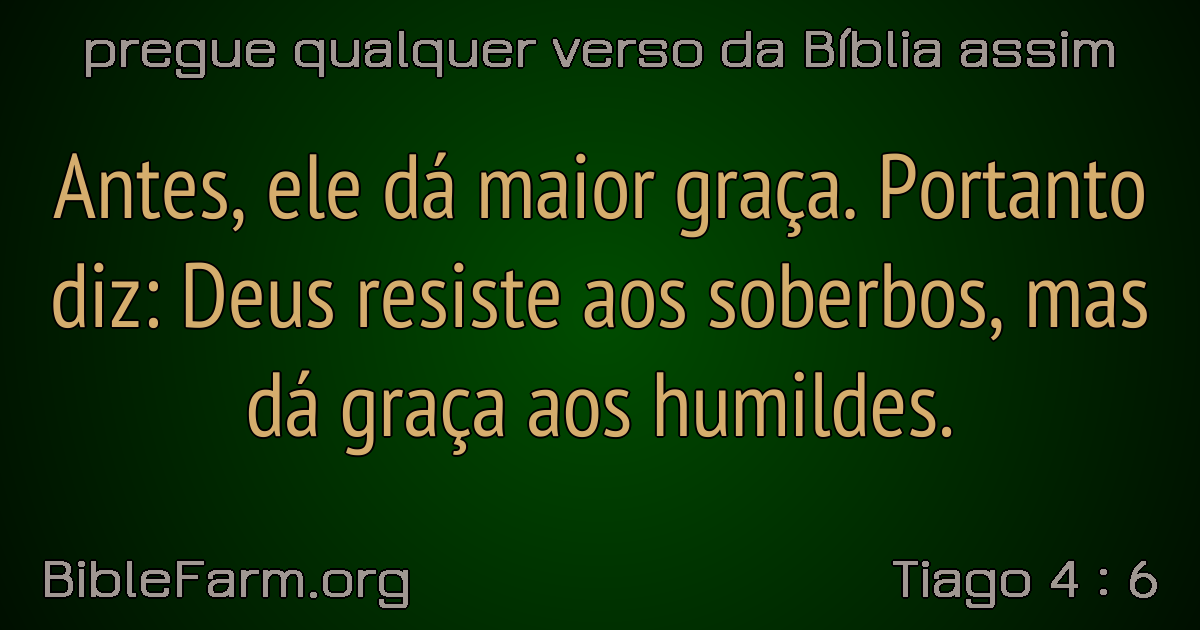 pregue qualquer verso da Bíblia assim
Antes, ele dá maior graça. Portanto
diz: Deus resiste aos soberbos, mas
dá graça aos humildes.
BibleFarm.org
Tiago 4 : 6